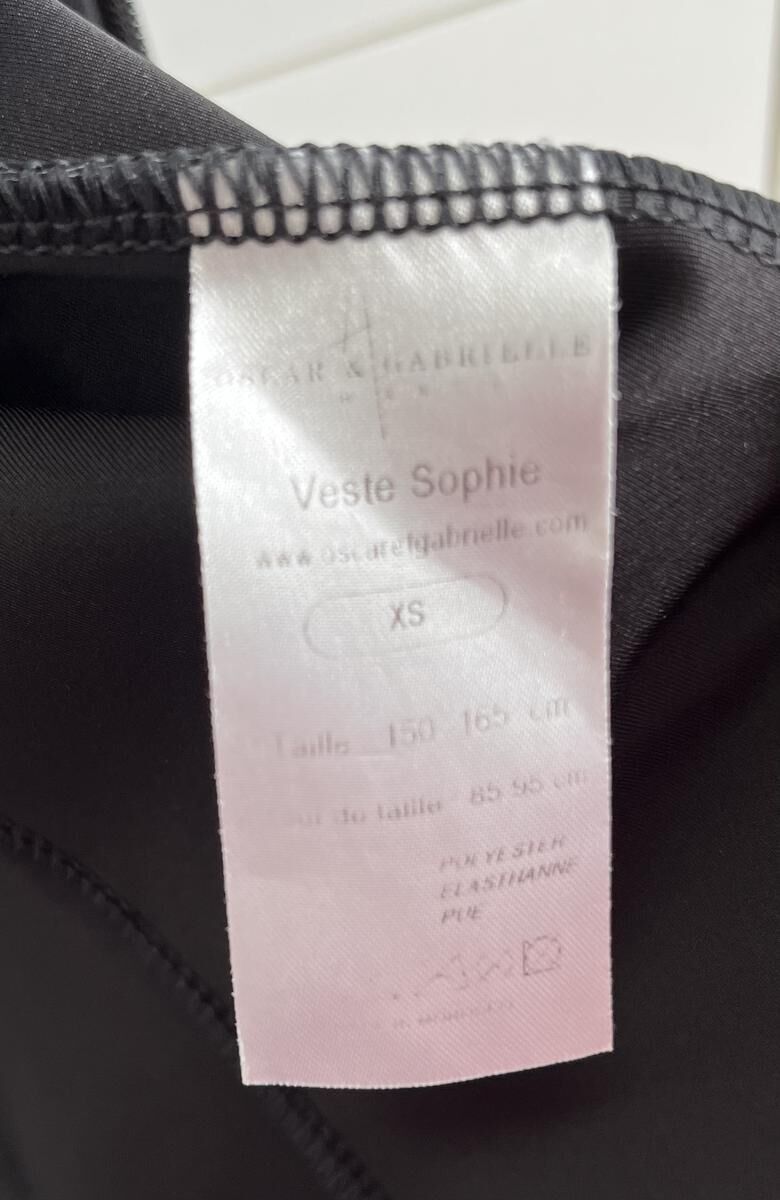 OSCAR & GABRIELLE
Veste Sophie
www.oscaretgabrielle.com
XS
Taille 150 165 cm
de taille 85 95 cm
POLYESTER
ELASTHANNE
PUE
MOROCCO